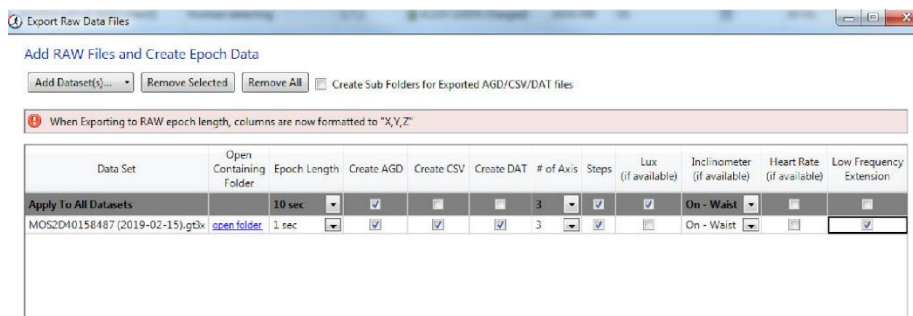 Export Raw Data Files
Add RAW Files and Create Epoch Data
Add Dataset(s)... Remove Selected Remove All Create Sub Folders for Exported AGD/CSV/DAT files
When Exporting to RAW epoch length, columns are now formatted to "X,Y,Z"
Data Set Open Containing Folder Epoch Length Create AGD Create CSV Create DAT # of Axis Steps Lux (if available) Inclinometer (if available) Heart Rate (if available) Low Frequency Extension
Apply To All Datasets 10 sec 3 On - Waist
MOS2D40158487 (2019-02-15).gt3x open folder 1 sec 3 On - Waist